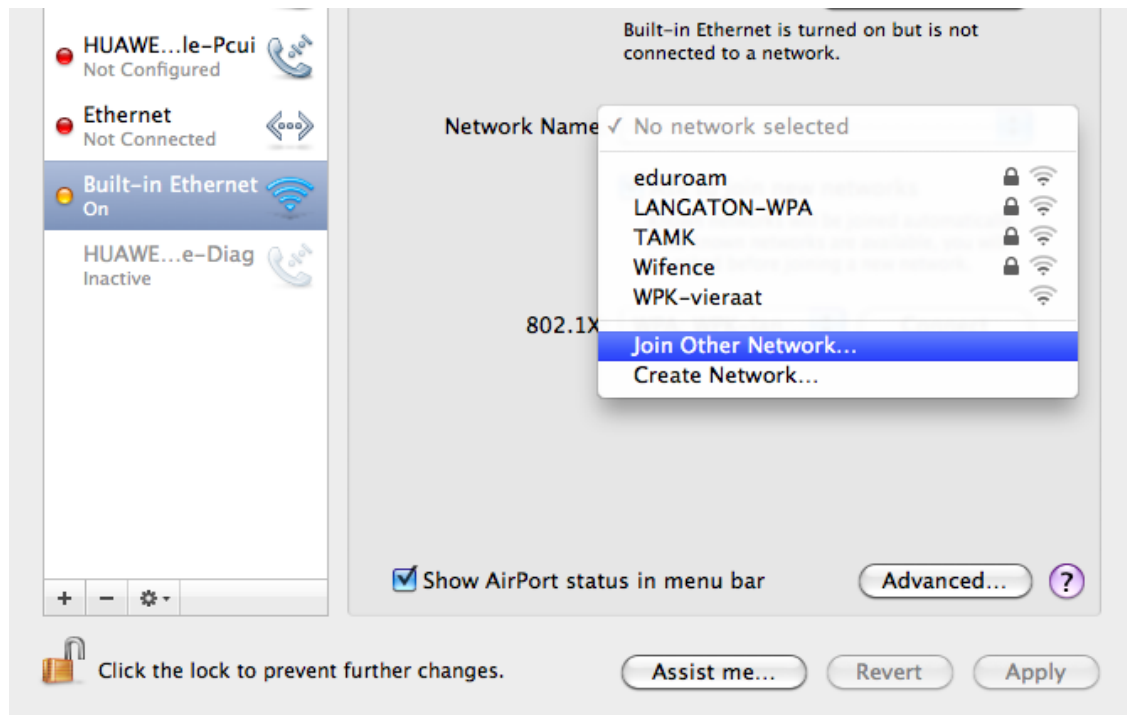 HUAWE...le-Pcui
Not Configured
Ethernet
Not Connected
Built-in Ethernet
On
HUAWE...e-Diag
Inactive
Built-in Ethernet is turned on but is not
connected to a network.
Network Name
✓ No network selected
eduroam
LANGATON-WPA
TAMK
Wifence
WPK-vieraat
Join Other Network...
Create Network...
802.1X
Show AirPort status in menu bar
Advanced...
?
Click the lock to prevent further changes.
Assist me...
Revert
Apply